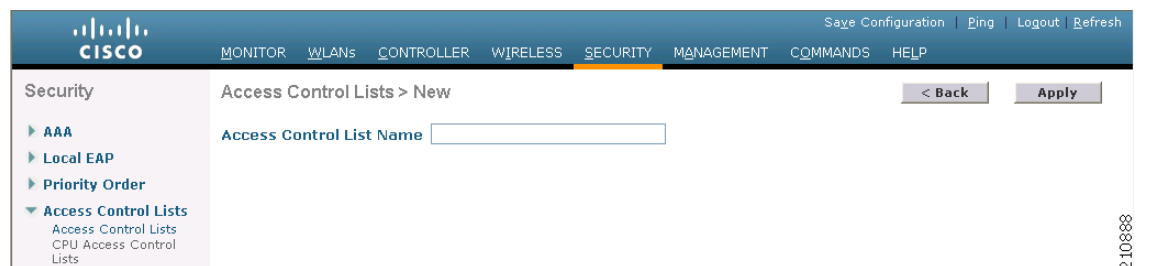 Save Configuration | Ping | Logout | Refresh
CISCO
MONITOR WLANs CONTROLLER WIRELESS SECURITY MANAGEMENT COMMANDS HELP
Security
Access Control Lists > New
< Back
Apply
AAA
Local EAP
Priority Order
Access Control Lists
Access Control Lists
CPU Access Control
Lists
Access Control List Name
210888